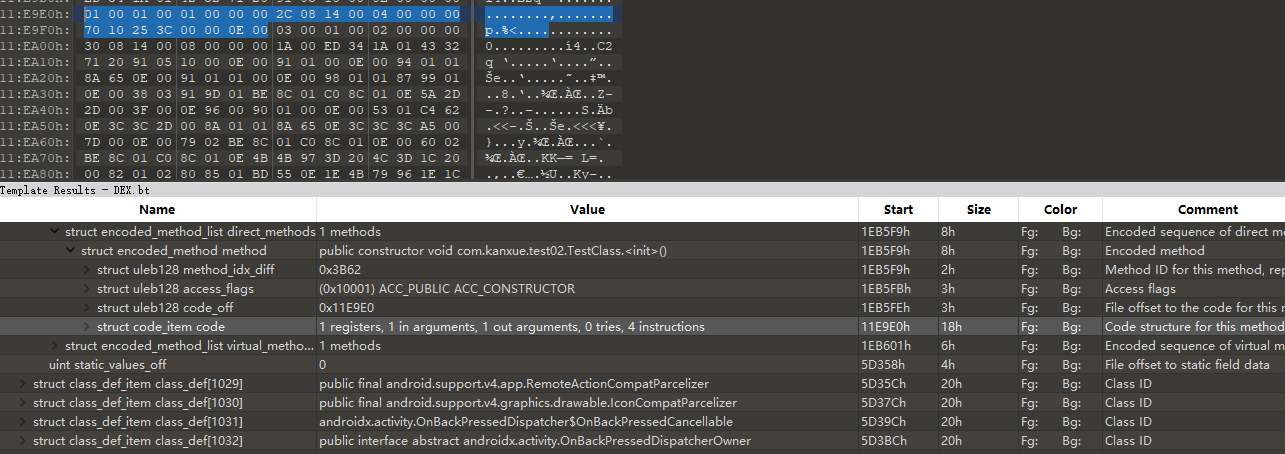 11:E9E0h: 01 00 01 00 01 00 00 00 2C 08 14 00 04 00 00 00 ........,.......
11:E9F0h: 70 10 25 3C 00 00 0E 00 03 00 01 00 02 00 00 00 p.%<............
11:EA00h: 30 08 14 00 08 00 00 00 1A 00 ED 34 1A 01 43 32 0.........í4..C2
11:EA10h: 71 20 91 05 10 00 0E 00 91 01 00 0E 00 94 01 01 q ‘.....‘....”..
11:EA20h: 8A 65 0E 00 91 01 01 00 0E 00 98 01 01 87 99 01 Še..‘.....˜..‡™.
11:EA30h: 0E 00 38 03 91 9D 01 BE 8C 01 C0 8C 01 0E 5A 2D ..8.‘..¾Œ.ÀŒ..Z-
11:EA40h: 2D 00 3F 00 0E 96 00 90 01 00 0E 00 53 01 C4 62 -.?..–......S.Äb
11:EA50h: 0E 3C 3C 2D 00 8A 01 01 8A 65 0E 3C 3C 3C A5 00 .<<-.Š..Še.<<<¥.
11:EA60h: 7D 00 0E 00 79 02 BE 8C 01 C0 8C 01 0E 00 60 02 }...y.¾Œ.ÀŒ...`.
11:EA70h: BE 8C 01 C0 8C 01 0E 4B 4B 97 3D 20 4C 3D 1C 20 ¾Œ.ÀŒ..KK—= L=.
11:EA80h: 00 82 01 02 80 85 01 BD 55 0E 1E 4B 79 96 1E 1C .‚..€….½U..Ky–..
Template Results - DEX.bt
Name Value Start Size Color Comment
struct encoded_method_list direct_methods 1 methods 1EB5F9h 8h Fg: Bg: Encoded sequence of direct me
struct encoded_method method public constructor void com.kanxue.test02.TestClass.<init>() 1EB5F9h 8h Fg: Bg: Encoded method
struct uleb128 method_idx_diff 0x3B62 1EB5F9h 2h Fg: Bg: Method ID for this method, rep
struct uleb128 access_flags (0x10001) ACC_PUBLIC ACC_CONSTRUCTOR 1EB5FBh 3h Fg: Bg: Access flags
struct uleb128 code_off 0x11E9E0 1EB5FEh 3h Fg: Bg: File offset to the code for this m
struct code_item code 1 registers, 1 in arguments, 1 out arguments, 0 tries, 4 instructions 11E9E0h 18h Fg: Bg: Code structure for this method
struct encoded_method_list virtual_metho... 1 methods 1EB601h 6h Fg: Bg: Encoded sequence of virtual m
uint static_values_off 0 5D358h 4h Fg: Bg: File offset to static field data
struct class_def_item class_def[1029] public final android.support.v4.app.RemoteActionCompatParcelizer 5D35Ch 20h Fg: Bg: Class ID
struct class_def_item class_def[1030] public final android.support.v4.graphics.drawable.IconCompatParcelizer 5D37Ch 20h Fg: Bg: Class ID
struct class_def_item class_def[1031] androidx.activity.OnBackPressedDispatcher$OnBackPressedCancellable 5D39Ch 20h Fg: Bg: Class ID
struct class_def_item class_def[1032] public interface abstract androidx.activity.OnBackPressedDispatcherOwner 5D3BCh 20h Fg: Bg: Class ID